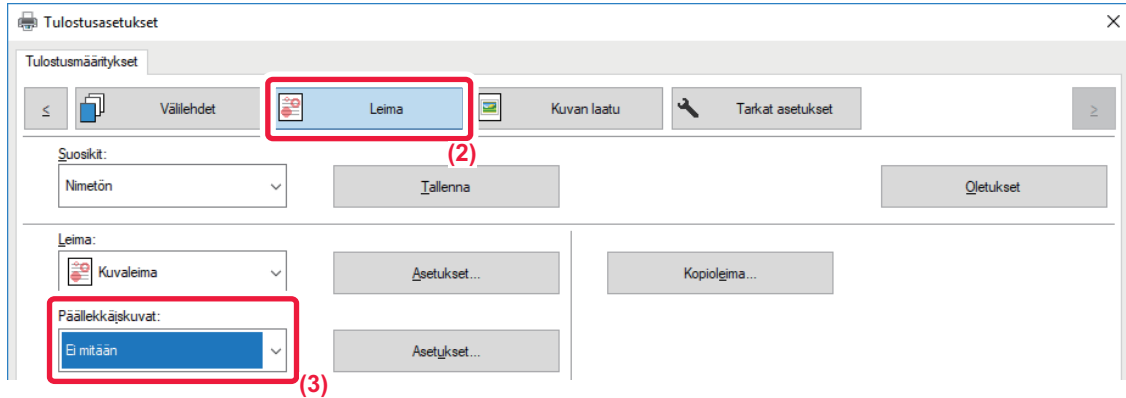 Tulostusasetukset
Tulostusmääritykset
< Välilehdet Leima Kuvan laatu Tarkat asetukset >
(2)
Suosikit:
Nimetön Tallenna Oletukset
Leima:
Kuvaleima Asetukset... Kopioleima...
Päällekkäiskuvat:
Ei mitään Asetukset...
(3)